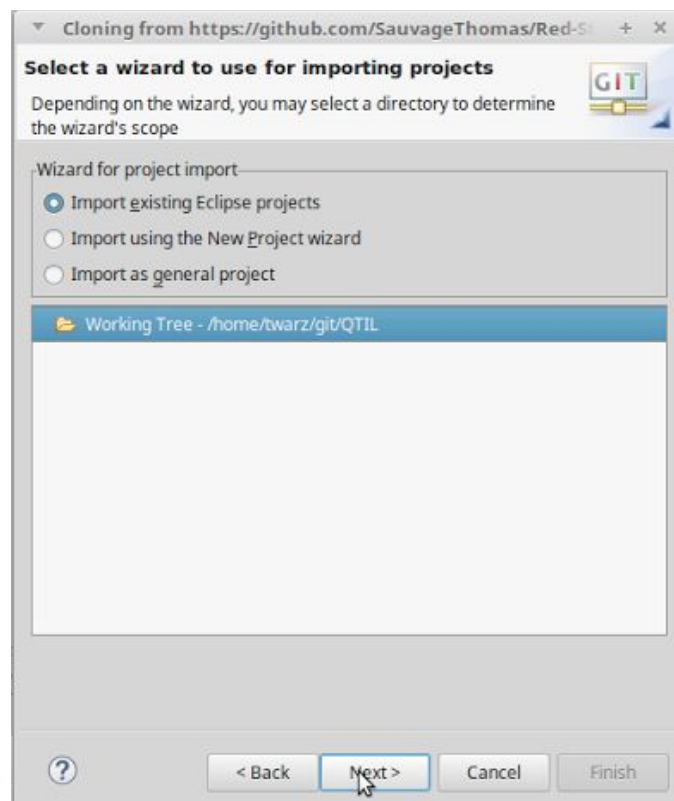 Cloning from https://github.com/SauvageThomas/Red-S
Select a wizard to use for importing projects
GIT
Depending on the wizard, you may select a directory to determine
the wizard's scope
Wizard for project import
Import existing Eclipse projects
Import using the New Project wizard
Import as general project
Working Tree - /home/twarz/git/QTIL
?
< Back
Next >
Cancel
Finish